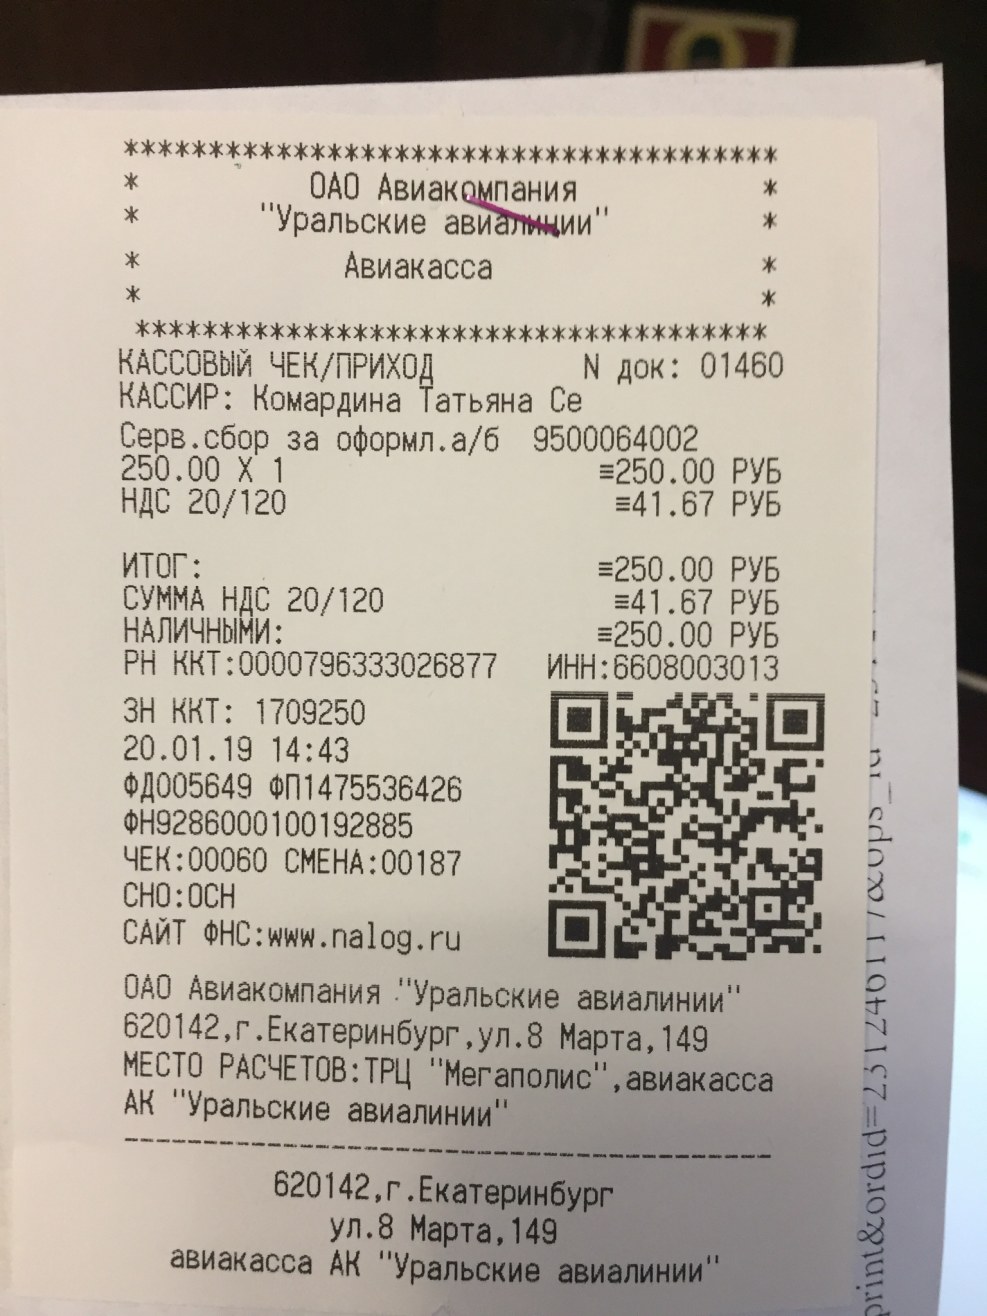 ***************************************
* ОАО Авиакомпания *
* "Уральские авиалинии" *
* Авиакасса *
* *
**************************************
КАССОВЫЙ ЧЕК/ПРИХОД N док: 01460
КАССИР: Комардина Татьяна Се
Серв.сбор за оформл.а/б 9500064002
250.00 X 1 ≡250.00 РУБ
НДС 20/120 ≡41.67 РУБ
ИТОГ: ≡250.00 РУБ
СУММА НДС 20/120 ≡41.67 РУБ
НАЛИЧНЫМИ: ≡250.00 РУБ
РН ККТ:0000796333026877 ИНН:6608003013
ЗН ККТ: 1709250
20.01.19 14:43
ФД005649 ФП1475536426
ФН9286000100192885
ЧЕК:00060 СМЕНА:00187
СНО:ОСН
САЙТ ФНС:www.nalog.ru
ОАО Авиакомпания "Уральские авиалинии"
620142,г.Екатеринбург,ул.8 Марта,149
МЕСТО РАСЧЕТОВ:ТРЦ "Мегаполис",авиакасса
АК "Уральские авиалинии"
620142,г.Екатеринбург
ул.8 Марта,149
авиакасса АК "Уральские авиалинии"